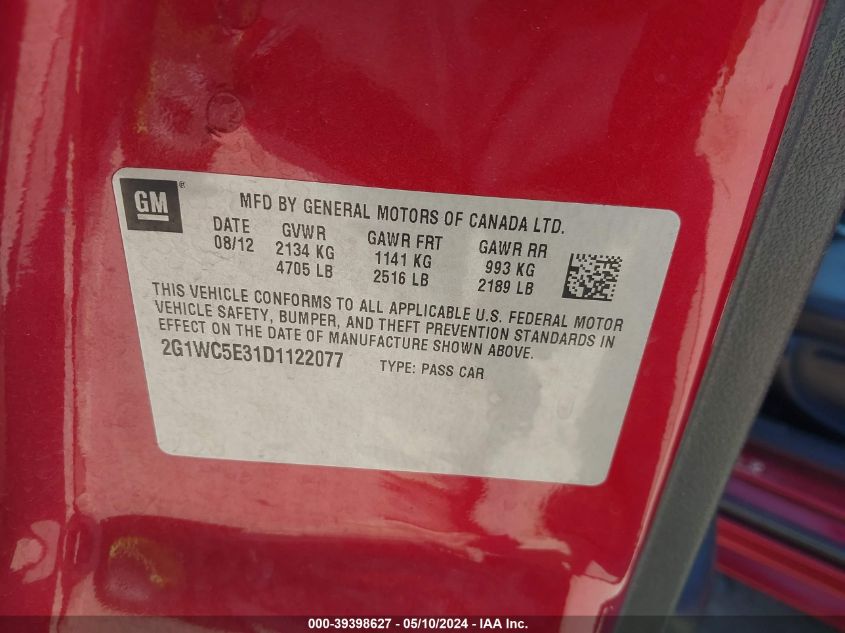 GM®
MFD BY GENERAL MOTORS OF CANADA LTD.
DATE GVWR GAWR FRT GAWR RR
08/12 2134 KG 1141 KG 993 KG
4705 LB 2516 LB 2189 LB
THIS VEHICLE CONFORMS TO ALL APPLICABLE U.S. FEDERAL MOTOR
VEHICLE SAFETY, BUMPER, AND THEFT PREVENTION STANDARDS IN
EFFECT ON THE DATE OF MANUFACTURE SHOWN ABOVE.
2G1WC5E31D1122077 TYPE: PASS CAR
000-39398627 - 05/10/2024 - IAA Inc.